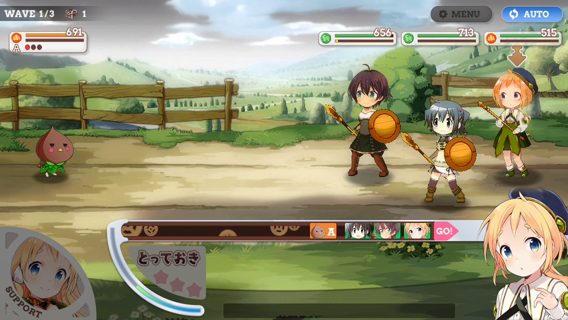 WAVE 1/3
1
MENU
AUTO
691
A
656
713
515
A
GO!
とっておき
SUPPORT